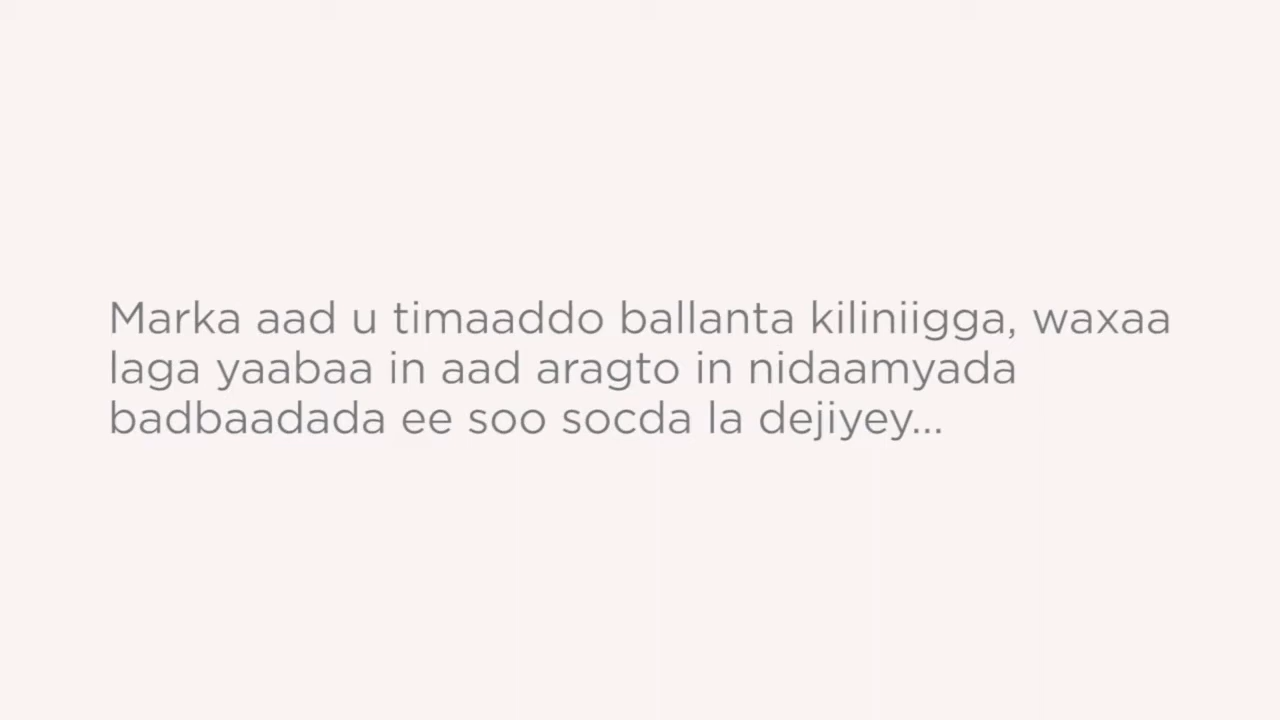 Marka aad u timaaddo ballanta kiliniigga, waxaa
laga yaabaa in aad aragto in nidaamyada
badbaadada ee soo socda la dejiyey...